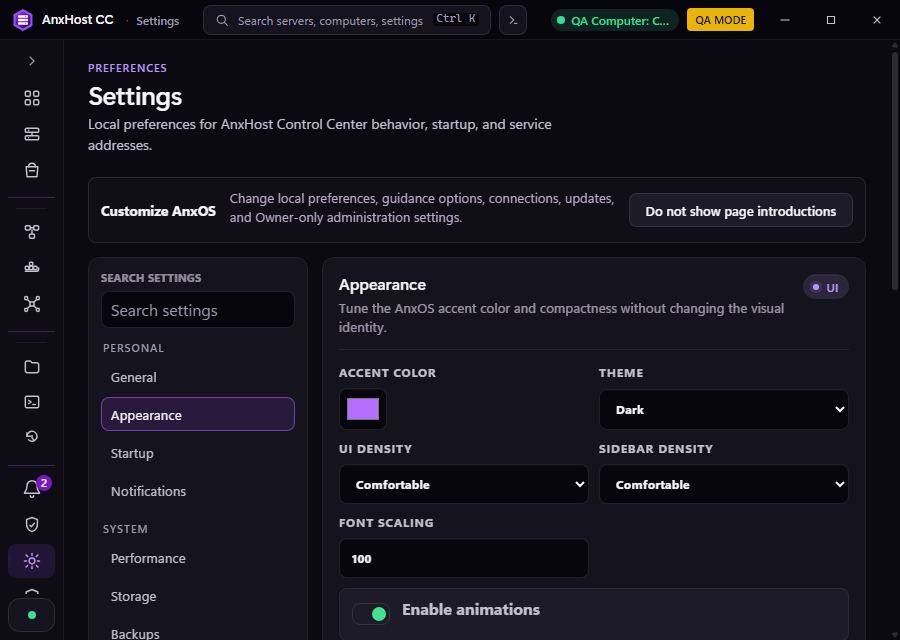 AnxHost CC · Settings
Search servers, computers, settings Ctrl K
QA Computer: C...
QA MODE
PREFERENCES
Settings
Local preferences for AnxHost Control Center behavior, startup, and service
addresses.
Customize AnxOS
Change local preferences, guidance options, connections, updates,
and Owner-only administration settings.
Do not show page introductions
SEARCH SETTINGS
Search settings
PERSONAL
General
Appearance
Startup
Notifications
SYSTEM
Performance
Storage
Backups
Appearance
UI
Tune the AnxOS accent color and compactness without changing the visual
identity.
ACCENT COLOR
THEME
Dark
UI DENSITY
Comfortable
SIDEBAR DENSITY
Comfortable
FONT SCALING
100
Enable animations
2